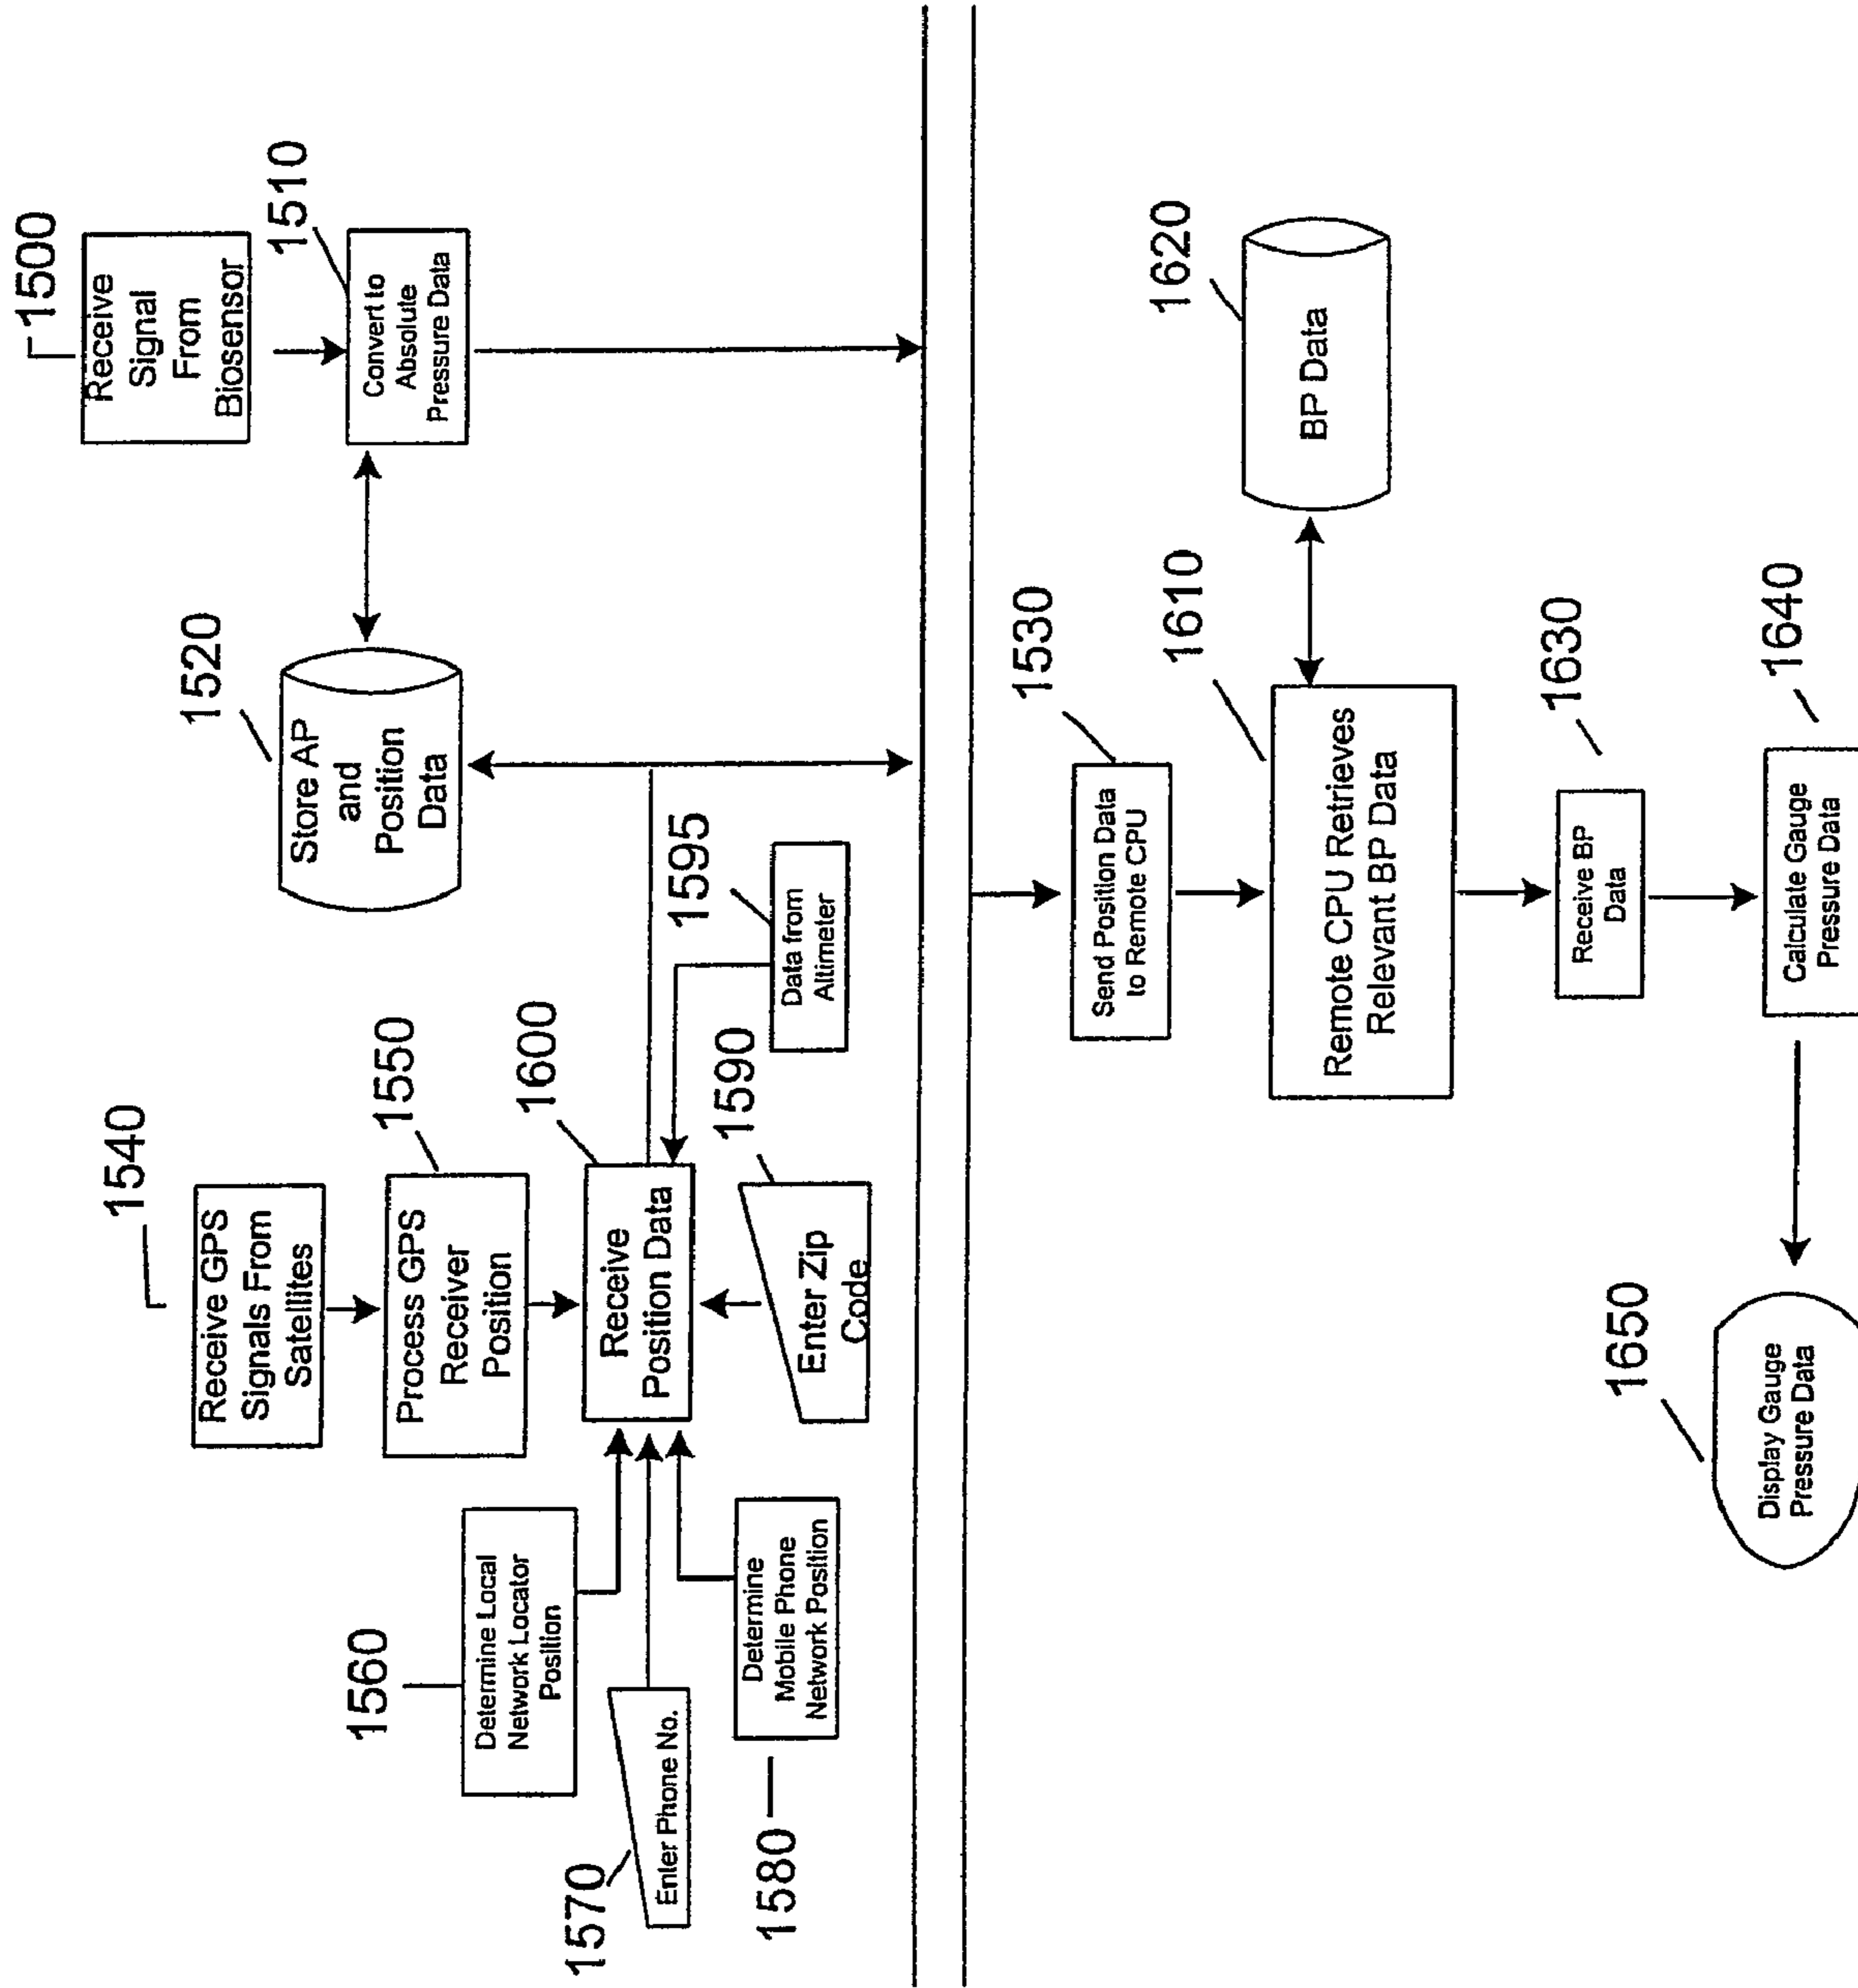 1540
Receive GPS
Signals From
Satellites
1550
Process GPS
Receiver
Position
1560
Determine Local
Network Locator
Position
1570
Enter Phone No.
1580
Determine
Mobile Phone
Network Position
1600
Receive
Position Data
1590
Enter Zip
Code
1595
Data from
Altimeter
1520
Store AP
and
Position
Data
1500
Receive
Signal
From
Biosensor
1510
Convert to
Absolute
Pressure Data
1530
Send Position Data
to Remote CPU
1610
Remote CPU Retrieves
Relevant BP Data
1620
BP Data
1630
Receive BP
Data
1640
Calculate Gauge
Pressure Data
1650
Display Gauge
Pressure Data